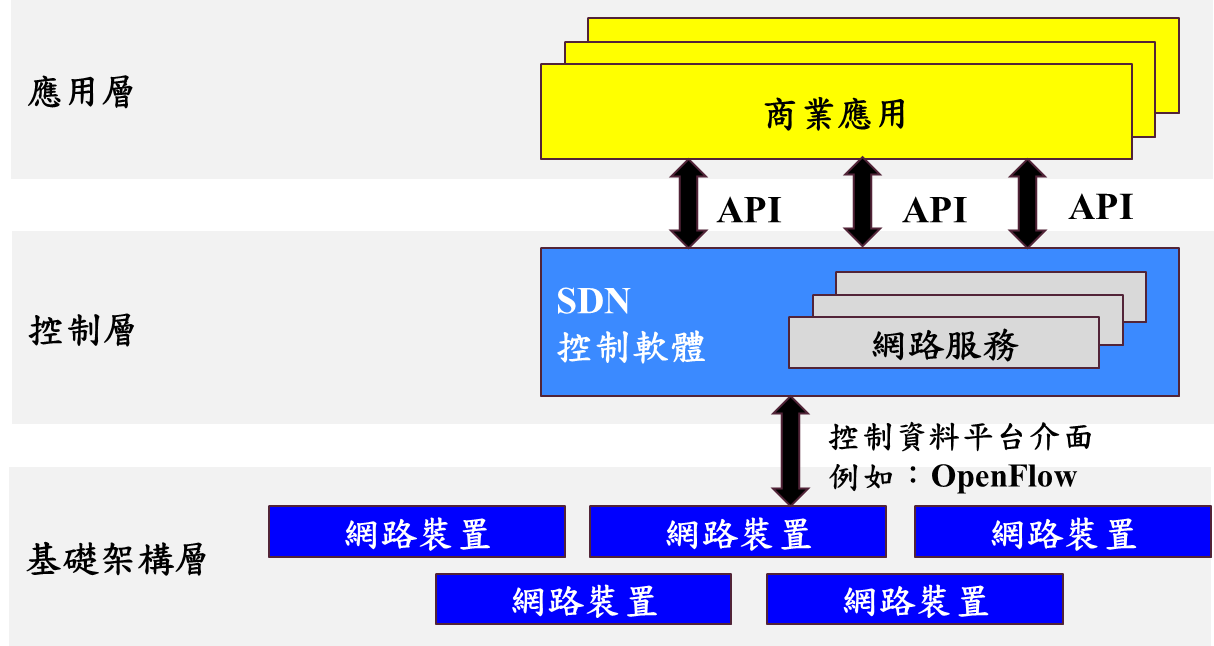 應用層
商業應用
API
API
API
控制層
SDN
控制軟體
網路服務
控制資料平台介面
例如：OpenFlow
基礎架構層
網路裝置
網路裝置
網路裝置
網路裝置
網路裝置